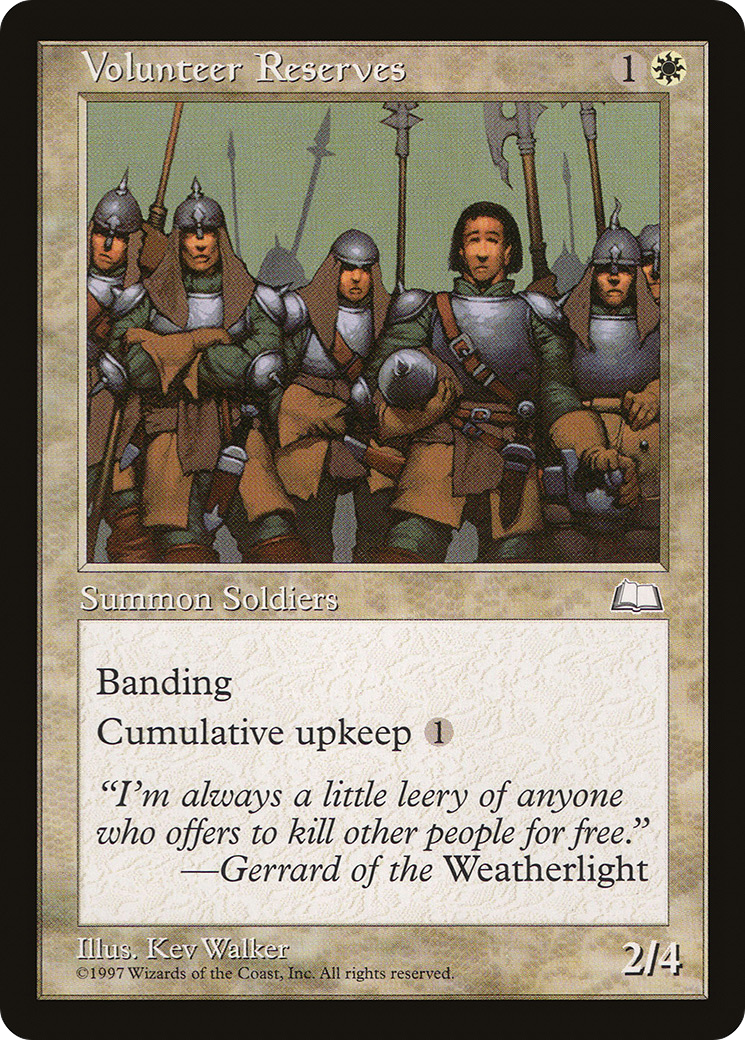 Volunteer Reserves 1
Summon Soldiers
Banding
Cumulative upkeep 1
“I’m always a little leery of anyone
who offers to kill other people for free.”
—Gerrard of the Weatherlight
Illus. Kev Walker
©1997 Wizards of the Coast, Inc. All rights reserved.
2/4